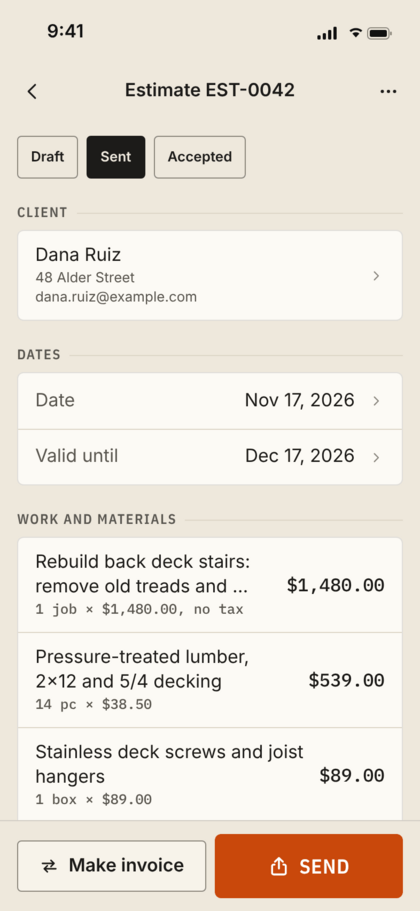 9:41
Estimate EST-0042
Draft
Sent
Accepted
CLIENT
Dana Ruiz
48 Alder Street
dana.ruiz@example.com
DATES
Date
Nov 17, 2026
Valid until
Dec 17, 2026
WORK AND MATERIALS
Rebuild back deck stairs:
remove old treads and ...
$1,480.00
1 job × $1,480.00, no tax
Pressure-treated lumber,
2×12 and 5/4 decking
$539.00
14 pc × $38.50
Stainless deck screws and joist
hangers
$89.00
1 box × $89.00
Make invoice
SEND